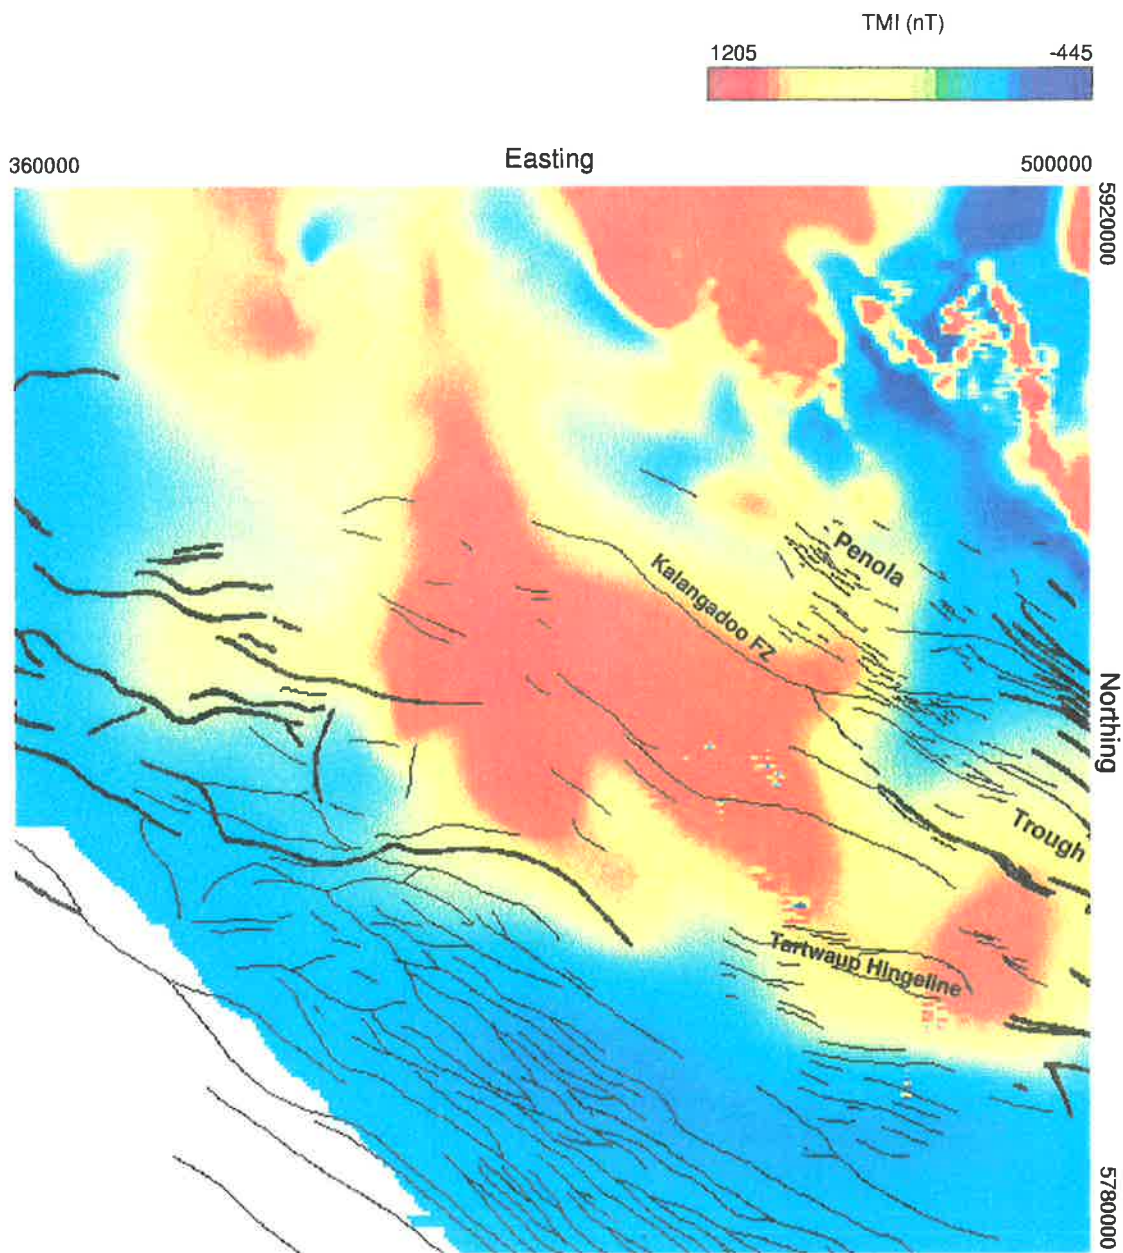 TMI (nT)
1205 -445
360000 Easting 500000
5920000
Penola
Kalangadoo FZ
Northing
Trough
Tartwaup Hingeline
5780000